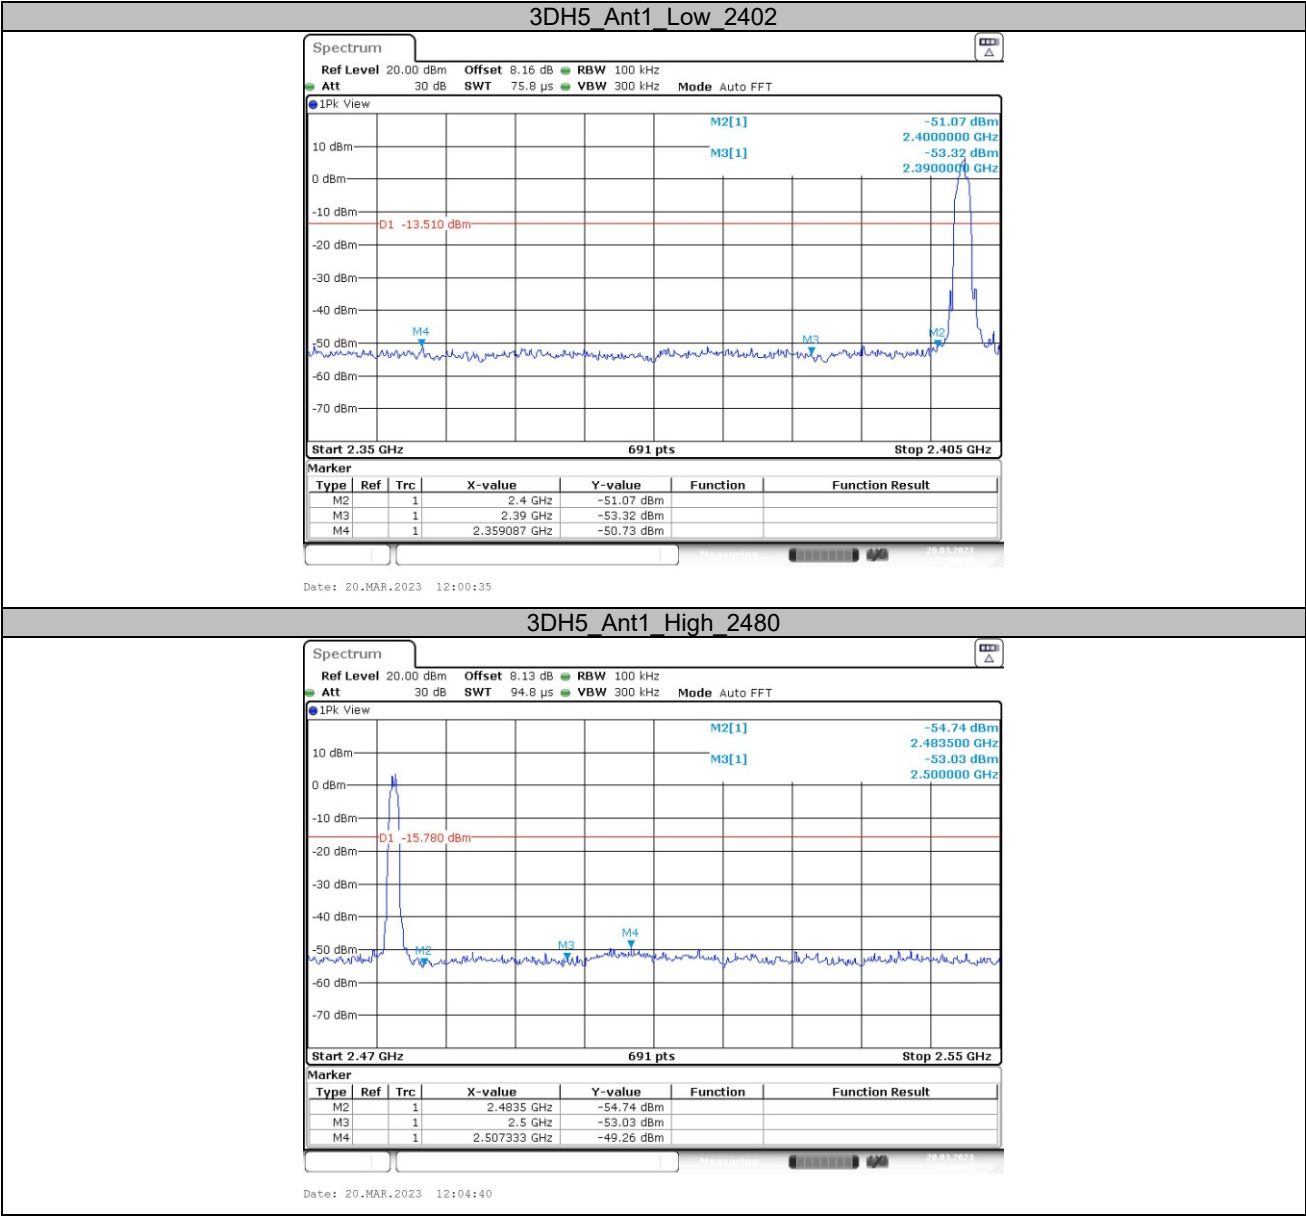 3DH5_Ant1_Low_2402
Spectrum
Ref Level 20.00 dBm Offset 8.16 dB RBW 100 kHz
Att 30 dB SWT 75.8 µs VBW 300 kHz Mode Auto FFT
1Pk View
M2[1] -51.07 dBm
2.4000000 GHz
M3[1] -53.32 dBm
2.3900000 GHz
10 dBm
0 dBm
-10 dBm
D1 -13.510 dBm
-20 dBm
-30 dBm
-40 dBm
M4 M3 M2
-50 dBm
-60 dBm
-70 dBm
Start 2.35 GHz 691 pts Stop 2.405 GHz
Marker
Type Ref Trc X-value Y-value Function Function Result
M2 1 2.4 GHz -51.07 dBm
M3 1 2.39 GHz -53.32 dBm
M4 1 2.359087 GHz -50.73 dBm
Measuring... 20.03.2023
Date: 20.MAR.2023 12:00:35
3DH5_Ant1_High_2480
Spectrum
Ref Level 20.00 dBm Offset 8.13 dB RBW 100 kHz
Att 30 dB SWT 94.8 µs VBW 300 kHz Mode Auto FFT
1Pk View
M2[1] -54.74 dBm
2.483500 GHz
M3[1] -53.03 dBm
2.500000 GHz
10 dBm
0 dBm
-10 dBm
D1 -15.780 dBm
-20 dBm
-30 dBm
-40 dBm
M2 M3 M4
-50 dBm
-60 dBm
-70 dBm
Start 2.47 GHz 691 pts Stop 2.55 GHz
Marker
Type Ref Trc X-value Y-value Function Function Result
M2 1 2.4835 GHz -54.74 dBm
M3 1 2.5 GHz -53.03 dBm
M4 1 2.507333 GHz -49.26 dBm
Measuring... 20.03.2023
Date: 20.MAR.2023 12:04:40